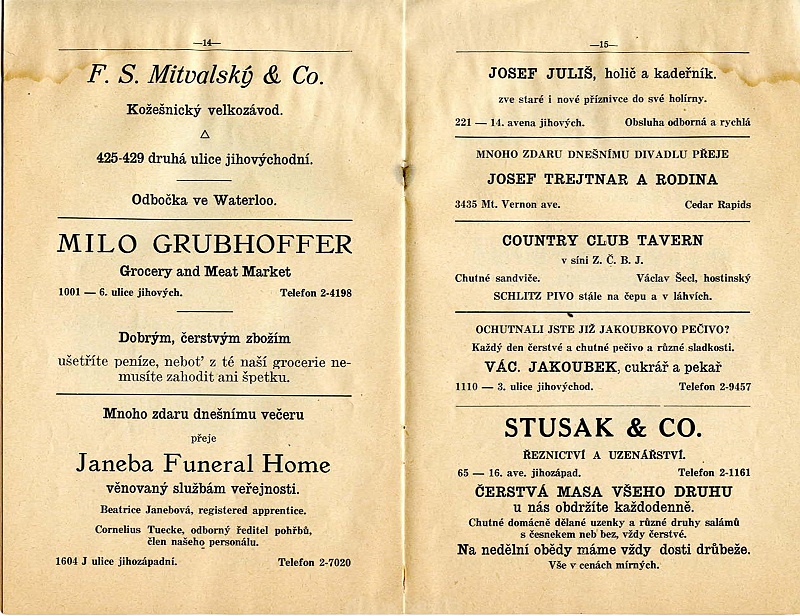 —14—
F. S. Mitvalský & Co.
Kožešnický velkozávod.
425-429 druhá ulice jihovýchodní.
Odbočka ve Waterloo.
MILO GRUBHOFFER
Grocery and Meat Market
1001 — 6. ulice jihových. Telefon 2-4198
Dobrým, čerstvým zbožím
ušetříte peníze, nebot' z té naší grocerie ne-
musíte zahodit ani špetku.
Mnoho zdaru dnešnímu večeru
přeje
Janeba Funeral Home
věnovaný službám veřejnosti.
Beatrice Janebová, registered apprentice.
Cornelius Tuecke, odborný ředitel pohřbů,
člen našeho personálu.
1604 J ulice jihozápadní. Telefon 2-7020
—15—
JOSEF JULIŠ, holič a kadeřník.
zve staré i nové příznivce do své holírny.
221 — 14. avena jihových. Obsluha odborná a rychlá
MNOHO ZDARU DNEŠNÍMU DIVADLU PŘEJE
JOSEF TREJTNAR A RODINA
3435 Mt. Vernon ave. Cedar Rapids
COUNTRY CLUB TAVERN
v síni Z. Č. B. J.
Chutné sandviče. Václav Šecl, hostinský
SCHLITZ PIVO stále na čepu a v láhvích.
OCHUTNALI JSTE JIŽ JAKOUBKOVO PEČIVO?
Každý den čerstvé a chutné pečivo a různé sladkosti.
VÁC. JAKOUBEK, cukrář a pekař
1110 — 3. ulice jihovýchod. Telefon 2-9457
STUSAK & CO.
ŘEZNICTVÍ A UZENÁŘSTVÍ.
65 — 16. ave. jihozápad. Telefon 2-1161
ČERSTVÁ MASA VŠEHO DRUHU
u nás obdržíte každodenně.
Chutné domácně dělané uzenky a různé druhy salámů
s česnekem neb bez, vždy čerstvé.
Na nedělní obědy máme vždy dosti drůbeže.
Vše v cenách mírných.